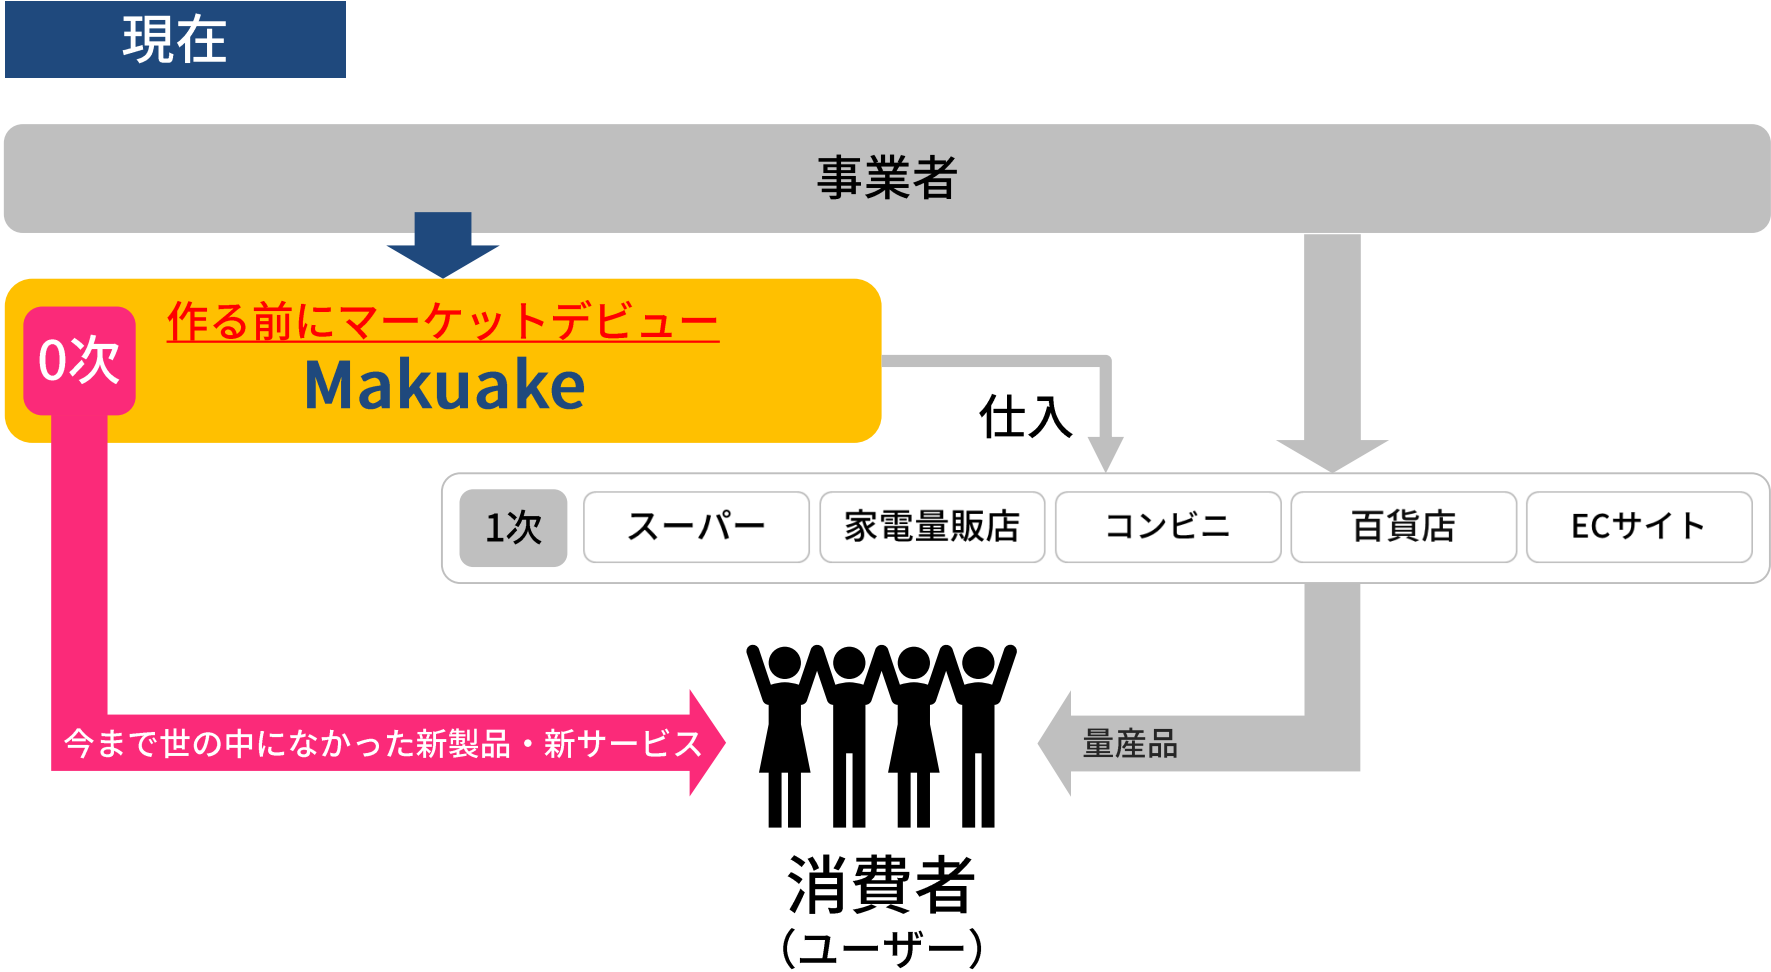 現在
事業者
0次
作る前にマーケットデビュー
Makuake
仕入
1次
スーパー
家電量販店
コンビニ
百貨店
ECサイト
今まで世の中になかった新製品・新サービス
量産品
消費者
（ユーザー）